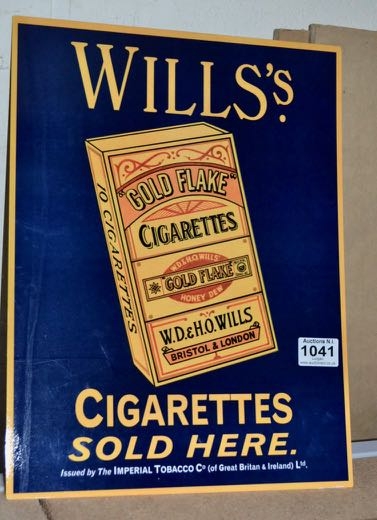 WILLS'S.
"GOLD FLAKE"
CIGARETTES
10 CIGARETTES
W.D.& H.O. WILLS'
"GOLD FLAKE"
HONEY DEW
W.D. & H.O. WILLS
BRISTOL & LONDON
CIGARETTES
SOLD HERE.
Issued by The IMPERIAL TOBACCO Co (of Great Britan & Ireland) Ltd.
Auctions N.I.
1041